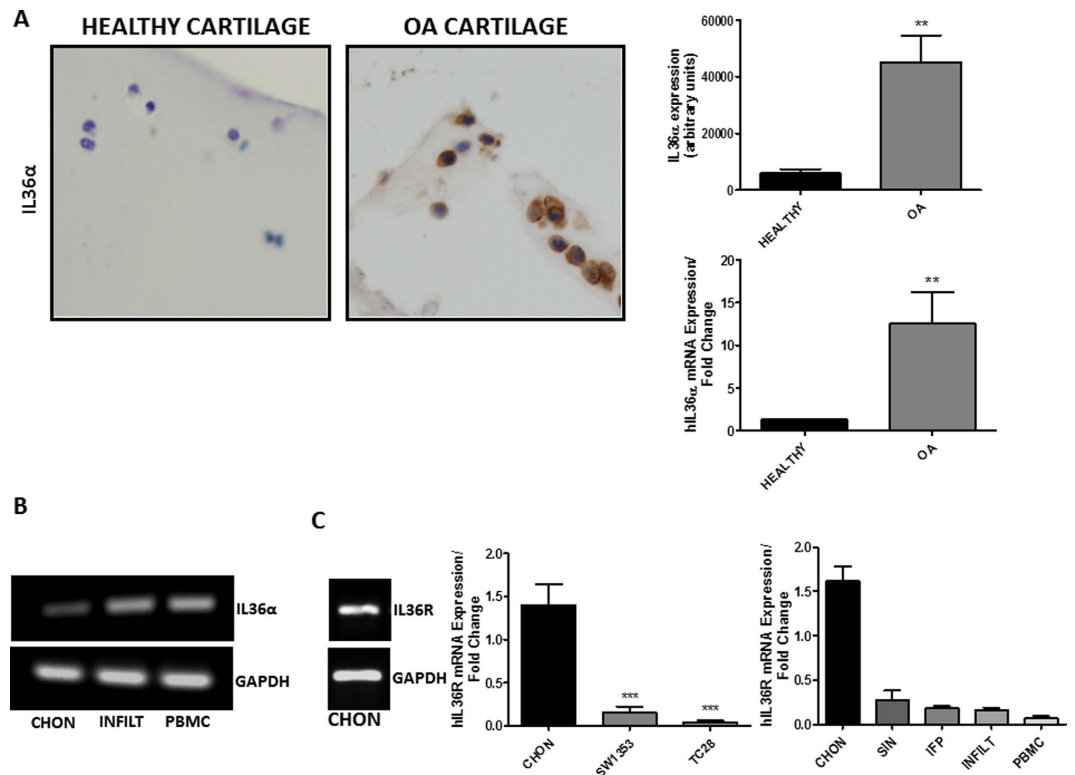 A
HEALTHY CARTILAGE
OA CARTILAGE
IL36α
IL36α expression
(arbitrary units)
60000
40000
20000
0
**
HEALTHY
OA
hIL36α mRNA Expression/
Fold Change
20
15
10
5
0
**
HEALTHY
OA
B
IL36α
GAPDH
CHON INFILT PBMC
C
IL36R
GAPDH
CHON
hIL36R mRNA Expression/
Fold Change
2.0
1.5
1.0
0.5
0.0
***
***
CHON
SW1353
TC28
hIL36R mRNA Expression/
Fold Change
2.0
1.5
1.0
0.5
0.0
CHON
SIN
IFP
INFILT
PBMC